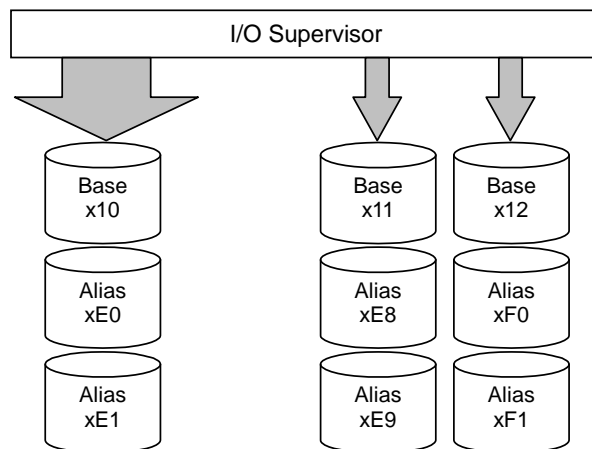 I/O Supervisor
Base
x10
Base
x11
Base
x12
Alias
xE0
Alias
xE8
Alias
xF0
Alias
xE1
Alias
xE9
Alias
xF1